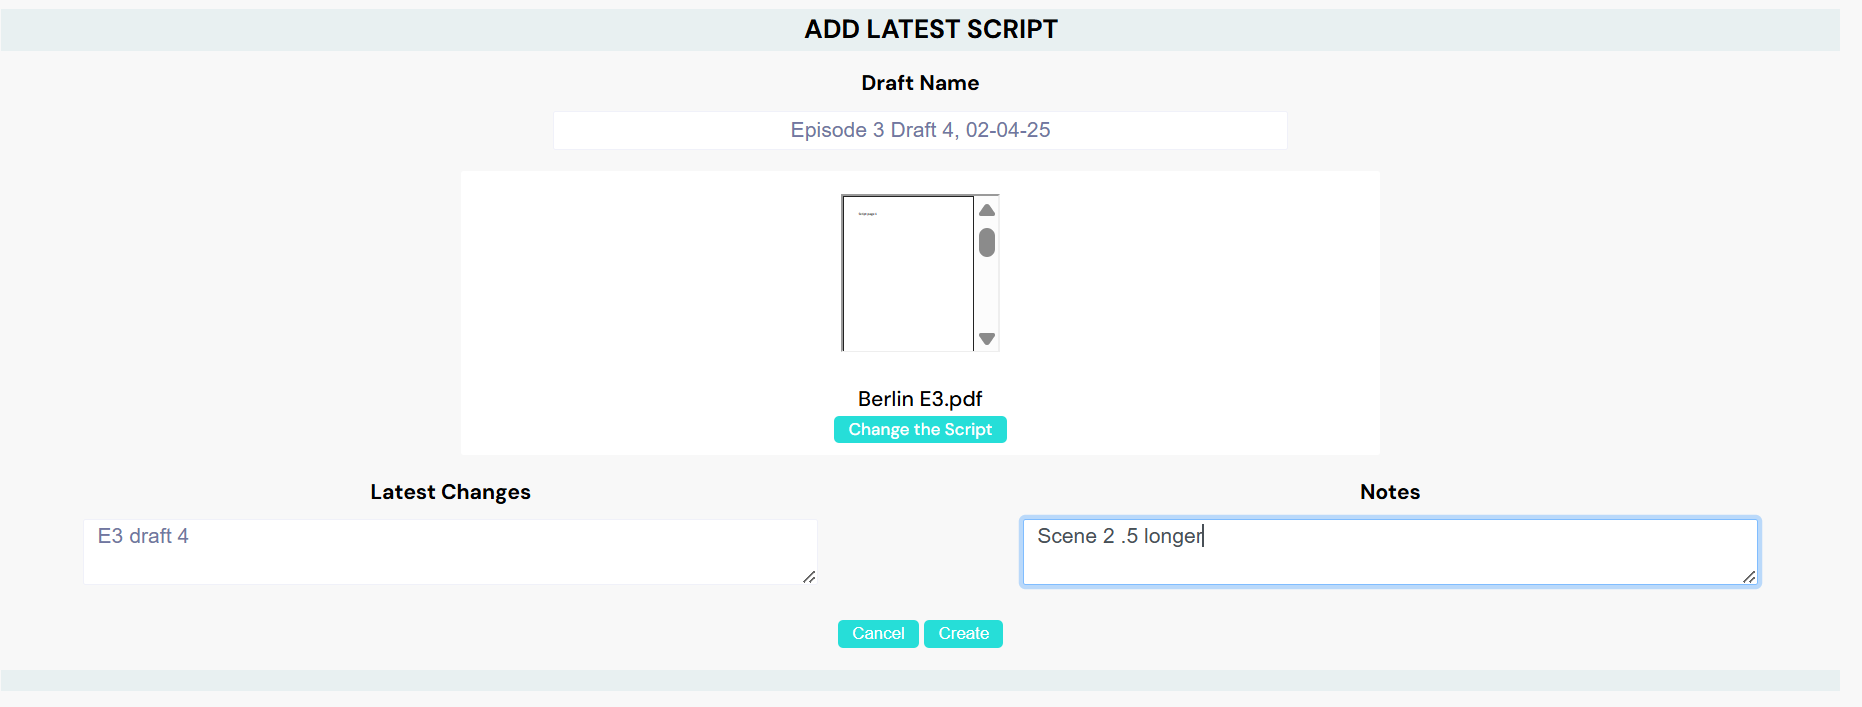 ADD LATEST SCRIPT
Draft Name
Episode 3 Draft 4, 02-04-25
Berlin E3.pdf
Change the Script
Latest Changes
Notes
E3 draft 4
Scene 2 .5 longer
Cancel
Create